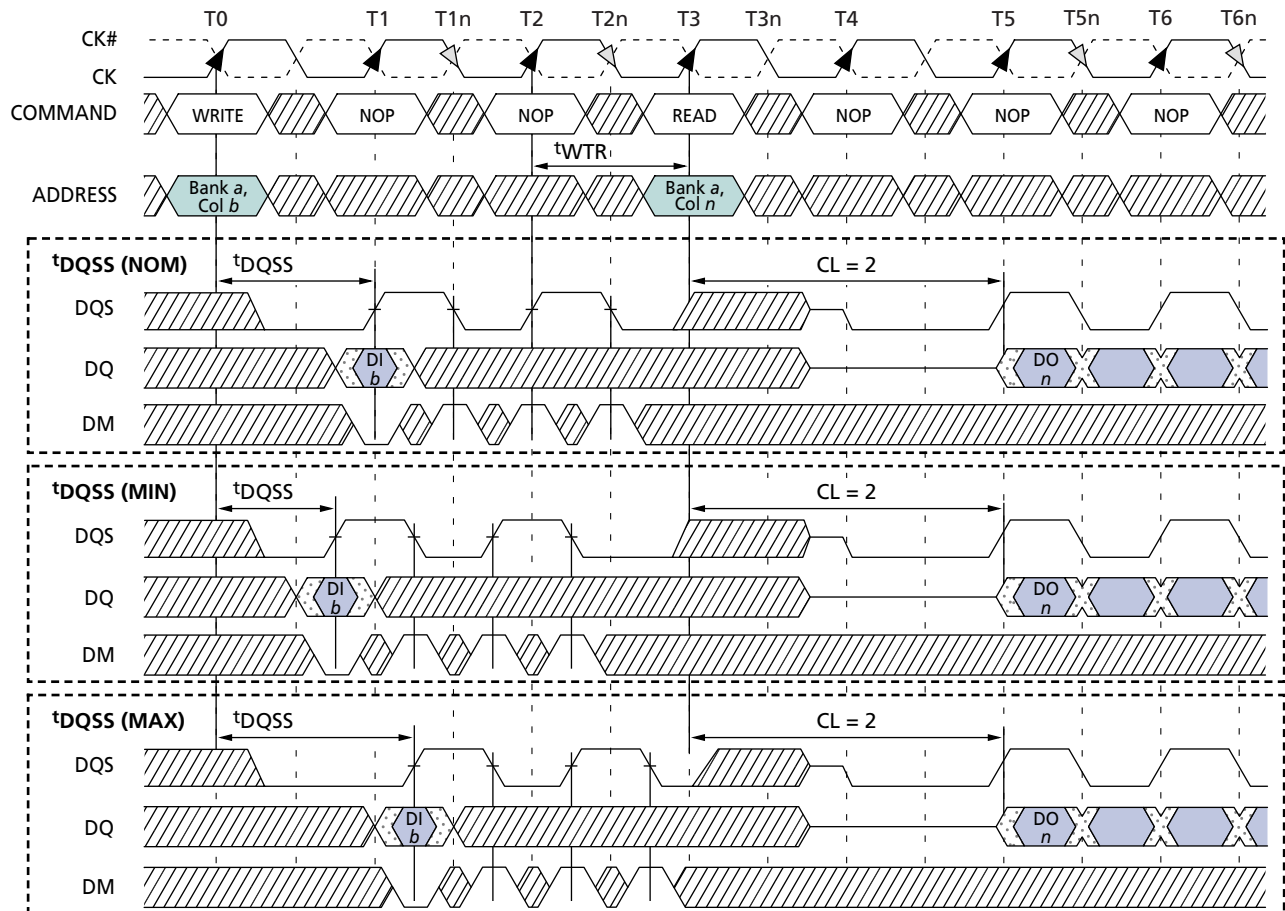 T0 T1 T1n T2 T2n T3 T3n T4 T5 T5n T6 T6n
CK#
CK
COMMAND WRITE NOP NOP READ NOP NOP NOP
tWTR
ADDRESS Bank a, Col b Bank a, Col n
tDQSS (NOM) tDQSS CL = 2
DQS
DQ DI b DO n
DM
tDQSS (MIN) tDQSS CL = 2
DQS
DQ DI b DO n
DM
tDQSS (MAX) tDQSS CL = 2
DQS
DQ DI b DO n
DM